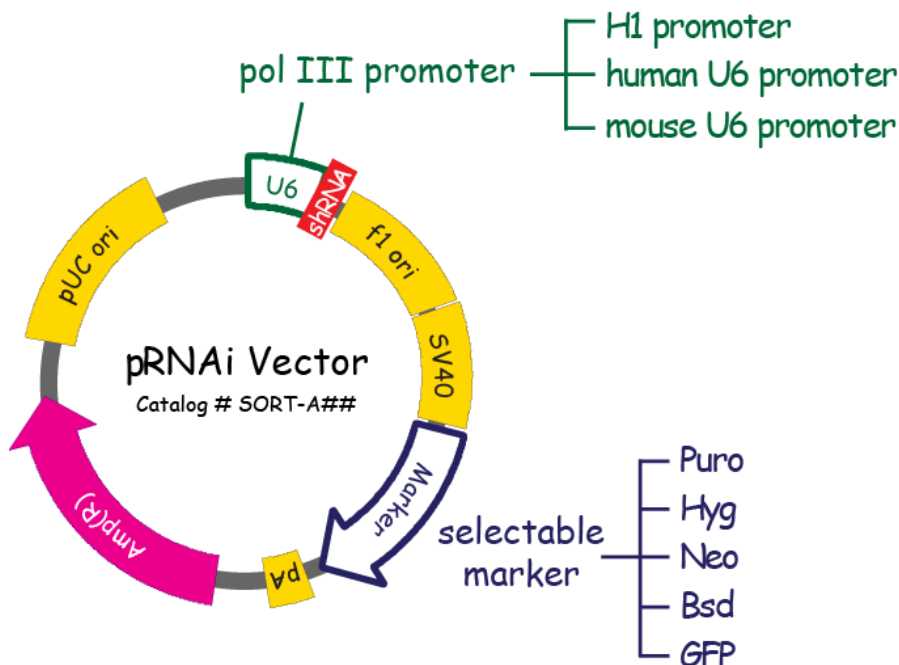 H1 promoter
pol III promoter
human U6 promoter
mouse U6 promoter
U6
shRNA
f1 ori
pUC ori
SV40
pRNAi Vector
Catalog # SORT-A##
Marker
Amp(R)
pA
selectable
marker
Puro
Hyg
Neo
Bsd
GFP